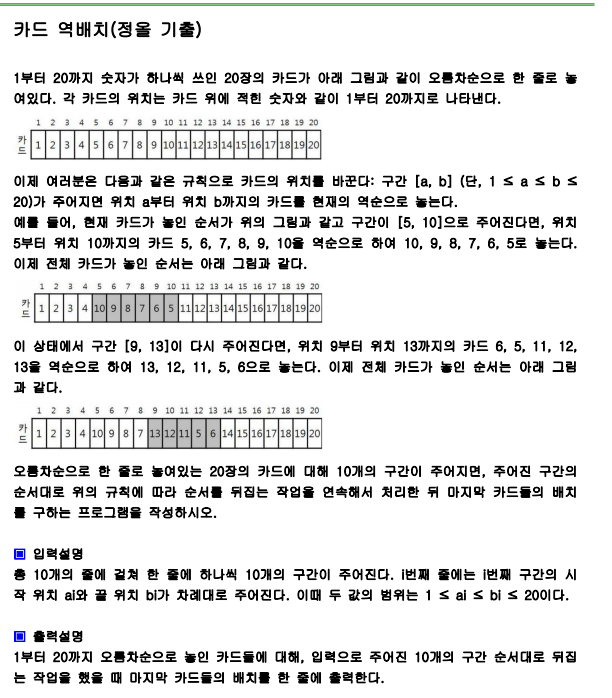 카드 역배치(정올 기출)
1부터 20까지 숫자가 하나씩 쓰인 20장의 카드가 아래 그림과 같이 오름차순으로 한 줄로 놓
여있다. 각 카드의 위치는 카드 위에 적힌 숫자와 같이 1부터 20까지로 나타낸다.
1 2 3 4 5 6 7 8 9 10 11 12 13 14 15 16 17 18 19 20
카드 1 2 3 4 5 6 7 8 9 10 11 12 13 14 15 16 17 18 19 20
이제 여러분은 다음과 같은 규칙으로 카드의 위치를 바꾼다: 구간 [a, b] (단, 1 ≤ a ≤ b ≤
20)가 주어지면 위치 a부터 위치 b까지의 카드를 현재의 역순으로 놓는다.
예를 들어, 현재 카드가 놓인 순서가 위의 그림과 같고 구간이 [5, 10]으로 주어진다면, 위치
5부터 위치 10까지의 카드 5, 6, 7, 8, 9, 10을 역순으로 하여 10, 9, 8, 7, 6, 5로 놓는다.
이제 전체 카드가 놓인 순서는 아래 그림과 같다.
1 2 3 4 5 6 7 8 9 10 11 12 13 14 15 16 17 18 19 20
카드 1 2 3 4 10 9 8 7 6 5 11 12 13 14 15 16 17 18 19 20
이 상태에서 구간 [9, 13]이 다시 주어진다면, 위치 9부터 위치 13까지의 카드 6, 5, 11, 12,
13을 역순으로 하여 13, 12, 11, 5, 6으로 놓는다. 이제 전체 카드가 놓인 순서는 아래 그림
과 같다.
1 2 3 4 5 6 7 8 9 10 11 12 13 14 15 16 17 18 19 20
카드 1 2 3 4 10 9 8 7 13 12 11 5 6 14 15 16 17 18 19 20
오름차순으로 한 줄로 놓여있는 20장의 카드에 대해 10개의 구간이 주어지면, 주어진 구간의
순서대로 위의 규칙에 따라 순서를 뒤집는 작업을 연속해서 처리한 뒤 마지막 카드들의 배치
를 구하는 프로그램을 작성하시오.
▣ 입력설명
총 10개의 줄에 걸쳐 한 줄에 하나씩 10개의 구간이 주어진다. i번째 줄에는 i번째 구간의 시
작 위치 ai와 끝 위치 bi가 차례대로 주어진다. 이때 두 값의 범위는 1 ≤ ai ≤ bi ≤ 20이다.
▣ 출력설명
1부터 20까지 오름차순으로 놓인 카드들에 대해, 입력으로 주어진 10개의 구간 순서대로 뒤집
는 작업을 했을 때 마지막 카드들의 배치를 한 줄에 출력한다.